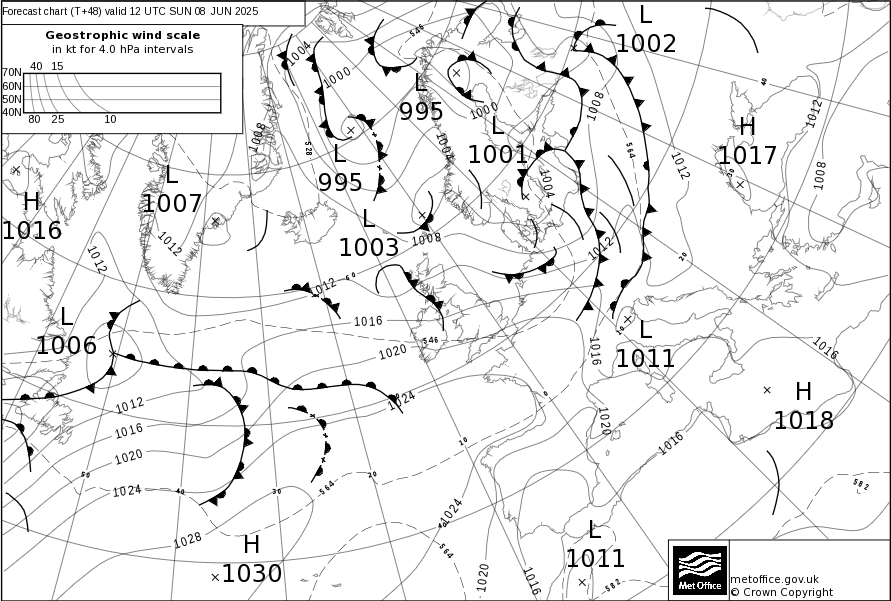 Forecast chart (T+48) valid 12 UTC SUN 08 JUN 2025
Geostrophic wind scale
in kt for 4.0 hPa intervals
40 15
70N
60N
50N
40N
80 25 10
L
1002
546
1004
1000
L
995
1000
1008
1012
40
L
1001
H
1017
1008
528
564
L
995
1004
1012
1008
50
L
1007
1004
H
1016
L
1003
1008
1012
1012
1012
20
60
1012
L
1006
1016
10
L
1011
546
1020
1016
1016
0
H
1018
1012
1024
1020
1016
1016
10
1020
50
1024
40
30
564
20
582
1024
40
1028
H
1030
564
L
1011
1020
1016
582
Met Office
metoffice.gov.uk
© Crown Copyright